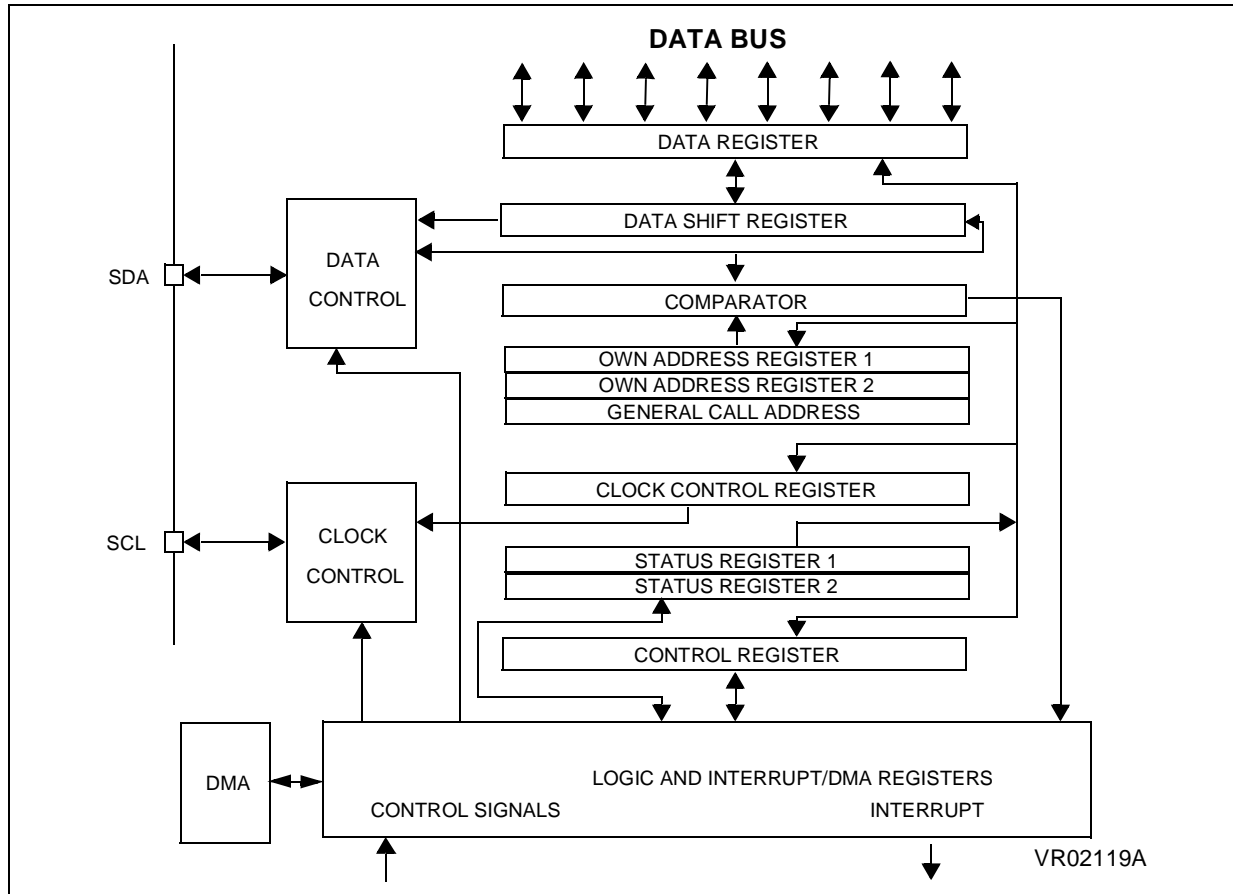 DATA BUS
DATA REGISTER
DATA SHIFT REGISTER
DATA
CONTROL
SDA
COMPARATOR
OWN ADDRESS REGISTER 1
OWN ADDRESS REGISTER 2
GENERAL CALL ADDRESS
CLOCK CONTROL REGISTER
CLOCK
CONTROL
SCL
STATUS REGISTER 1
STATUS REGISTER 2
CONTROL REGISTER
DMA
LOGIC AND INTERRUPT/DMA REGISTERS
CONTROL SIGNALS
INTERRUPT
VR02119A